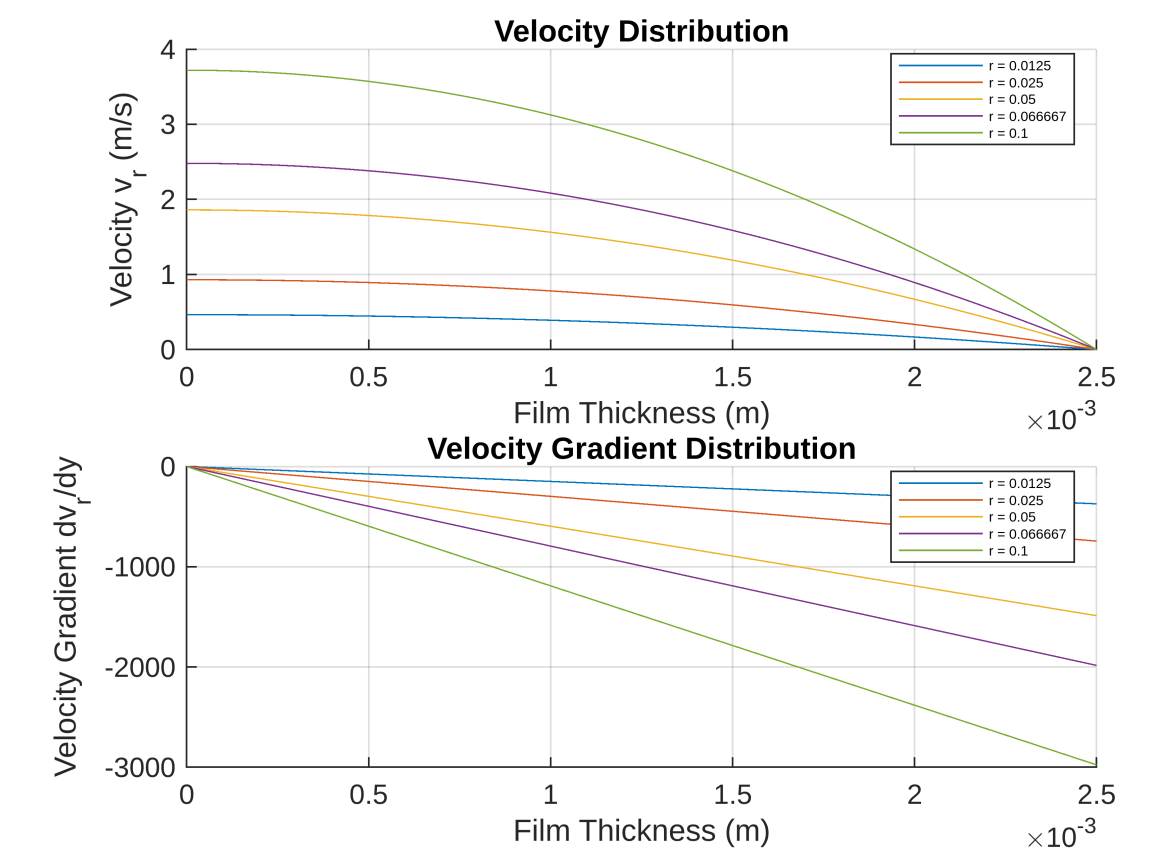 Velocity Distribution
4
3
2
1
0
Velocity v_r (m/s)
r = 0.0125
r = 0.025
r = 0.05
r = 0.066667
r = 0.1
0 0.5 1 1.5 2 2.5
Film Thickness (m)
×10^-3
Velocity Gradient Distribution
0
-1000
-2000
-3000
Velocity Gradient dv_r/dy
r = 0.0125
r = 0.025
r = 0.05
r = 0.066667
r = 0.1
0 0.5 1 1.5 2 2.5
Film Thickness (m)
×10^-3